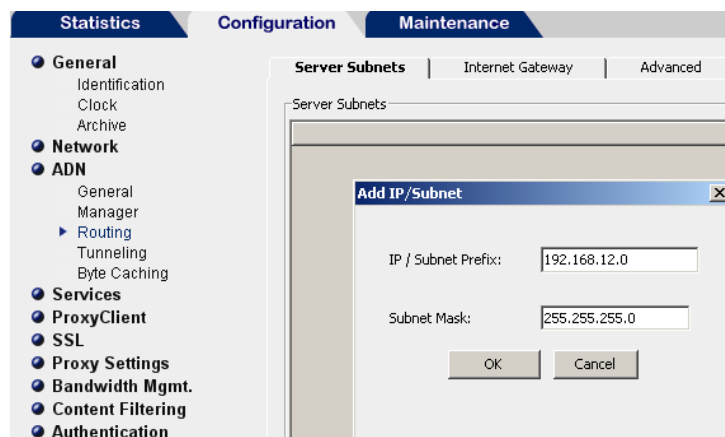 Statistics Configuration Maintenance
General
Identification
Clock
Archive
Network
ADN
General
Manager
Routing
Tunneling
Byte Caching
Services
ProxyClient
SSL
Proxy Settings
Bandwidth Mgmt.
Content Filtering
Authentication
Server Subnets Internet Gateway Advanced
Server Subnets
Add IP/Subnet
IP / Subnet Prefix: 192.168.12.0
Subnet Mask: 255.255.255.0
OK Cancel